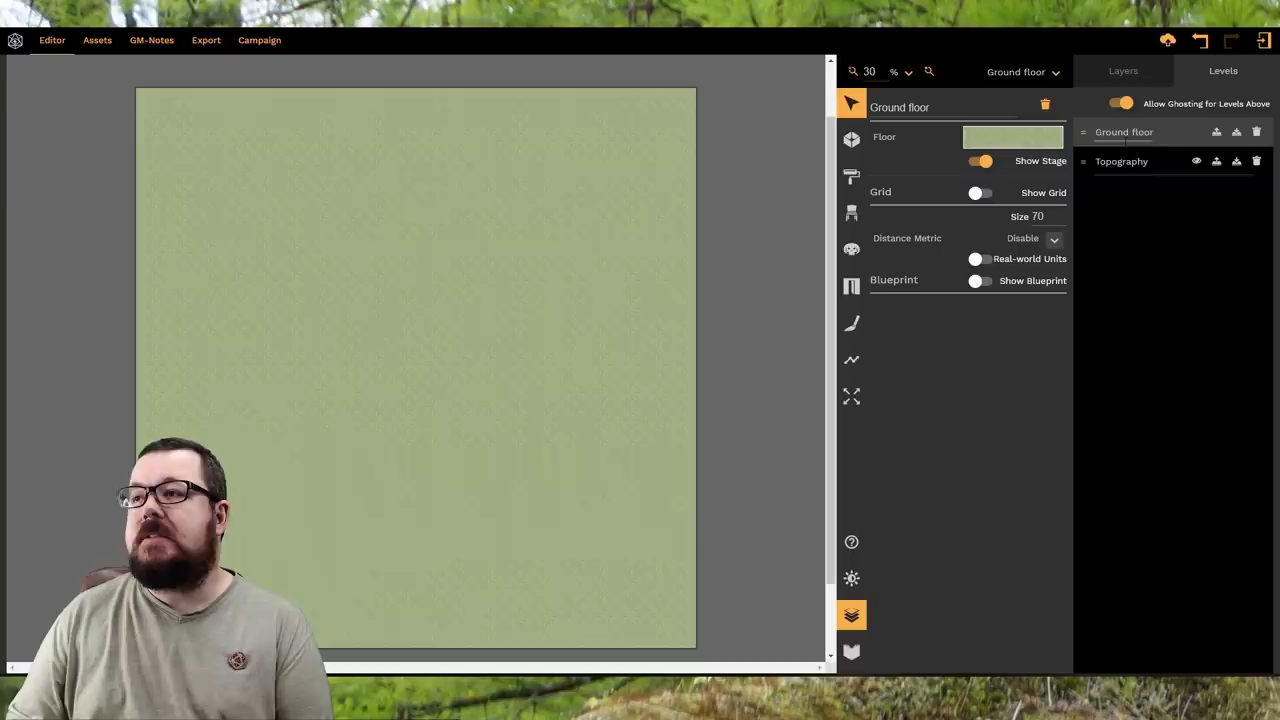 Editor Assets GM-Notes Export Campaign
30 % Ground floor Layers Levels
Allow Ghosting for Levels Above
Ground floor
Ground floor
Topography
Floor
Show Stage
Grid Show Grid
Size 70
Distance Metric Disable
Real-world Units
Blueprint Show Blueprint